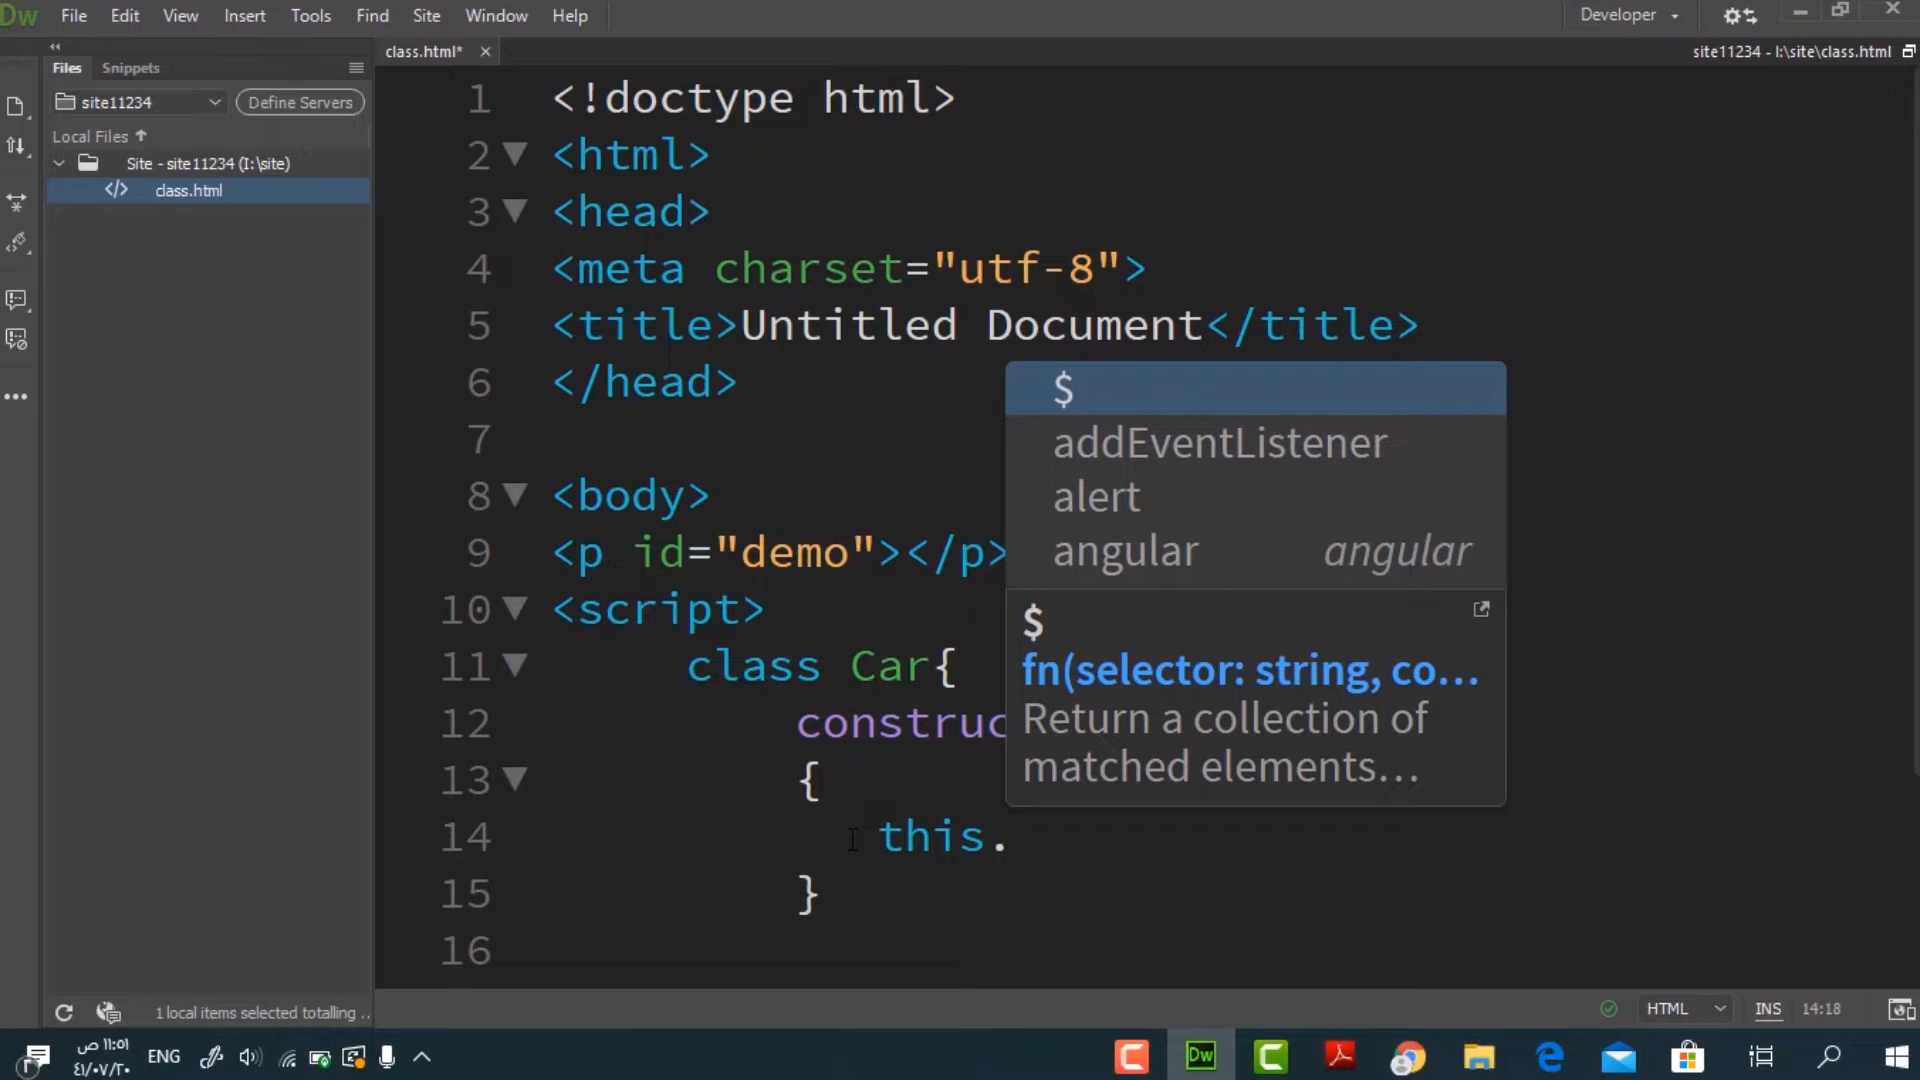 Dw File Edit View Insert Tools Find Site Window Help Developer
Files Snippets
site11234 Define Servers
Local Files
Site - site11234 (I:\site)
class.html
class.html*
site11234 - I:\site\class.html
1 <!doctype html>
2 <html>
3 <head>
4 <meta charset="utf-8">
5 <title>Untitled Document</title>
6 </head>
7
8 <body>
9 <p id="demo"></p>
10 <script>
11 class Car{
12 construc
13 {
14 this.
15 }
16
$
addEventListener
alert
angular angular
$
fn(selector: string, co...
Return a collection of
matched elements...
1 local items selected totalling ..
HTML INS 14:18
١١:٥١ ص
ENG
Dw